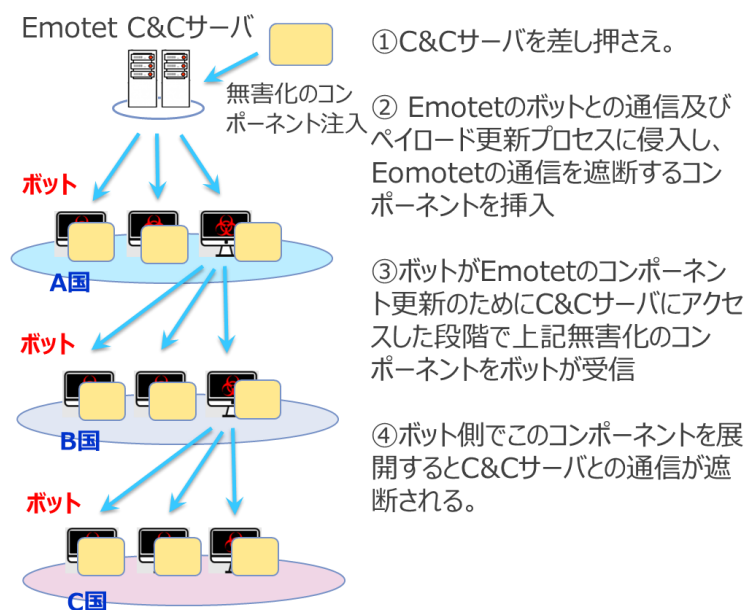 Emotet C&Cサーバ
無害化のコン
ポーネント注入
ボット
A国
ボット
B国
ボット
C国
①C&Cサーバを差し押さえ。
② Emotetのボットとの通信及び
ペイロード更新プロセスに侵入し、
Eomotetの通信を遮断するコン
ポーネントを挿入
③ボットがEmotetのコンポーネン
ト更新のためにC&Cサーバにアクセ
スした段階で上記無害化のコン
ポーネントをボットが受信
④ボット側でこのコンポーネントを展
開するとC&Cサーバとの通信が遮
断される。